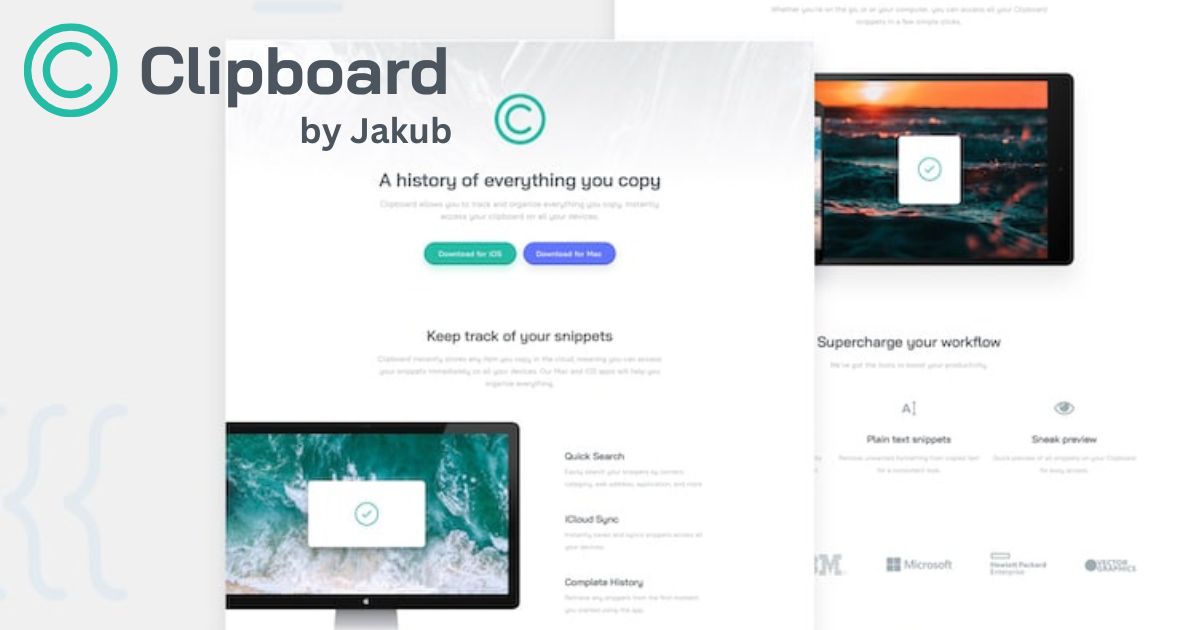 Clipboard
by Jakub
A history of everything you copy
Clipboard allows you to track and organize everything you copy. Instantly
access your clipboard on all your devices.
Download for iOS
Download for Mac
Keep track of your snippets
Clipboard instantly stores any item you copy in the cloud, meaning you can access
your snippets immediately on all your devices. Our Mac and iOS apps will help you
organize everything.
Quick Search
Easily search your snippets by content,
category, web address, application, and more.
iCloud Sync
Instantly saves and syncs snippets across all
your devices.
Complete History
Retrieve any snippets from the first moment
you started using the app.
Whether you're on the go, or at your computer, you can access all your Clipboard
snippets in a few simple clicks.
Supercharge your workflow
We've got the tools to boost your productivity.
Plain text snippets
Remove unwanted formatting from copied text
for a consistent look.
Sneak preview
Quick preview of all snippets on your Clipboard
for easy access.
Microsoft
Hewlett Packard
Enterprise
VECTOR
GRAPHICS